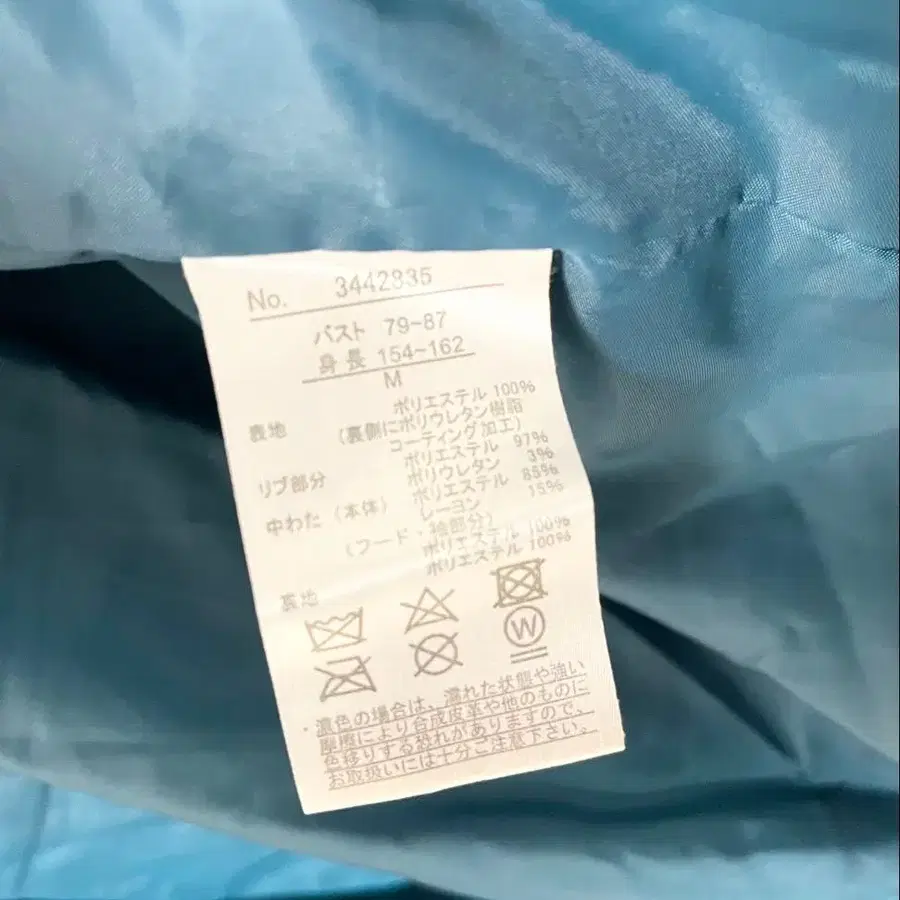 No. 3442835
バスト 79-87
身長 154~162
M
表地 ポリエステル 100%
(裏側にポリウレタン樹脂
コーティング加工)
リブ部分 ポリエステル 97%
ポリウレタン 3%
中わた (本体) ポリエステル 85%
レーヨン 15%
(フード・袖部分)
ポリエステル 100%
裏地 ポリエステル 100%
W
・濃色の場合は、濡れた状態や強い
摩擦により合成皮革や他のものに
色移りする恐れがありますので、
お取扱いには十分ご注意下さい。